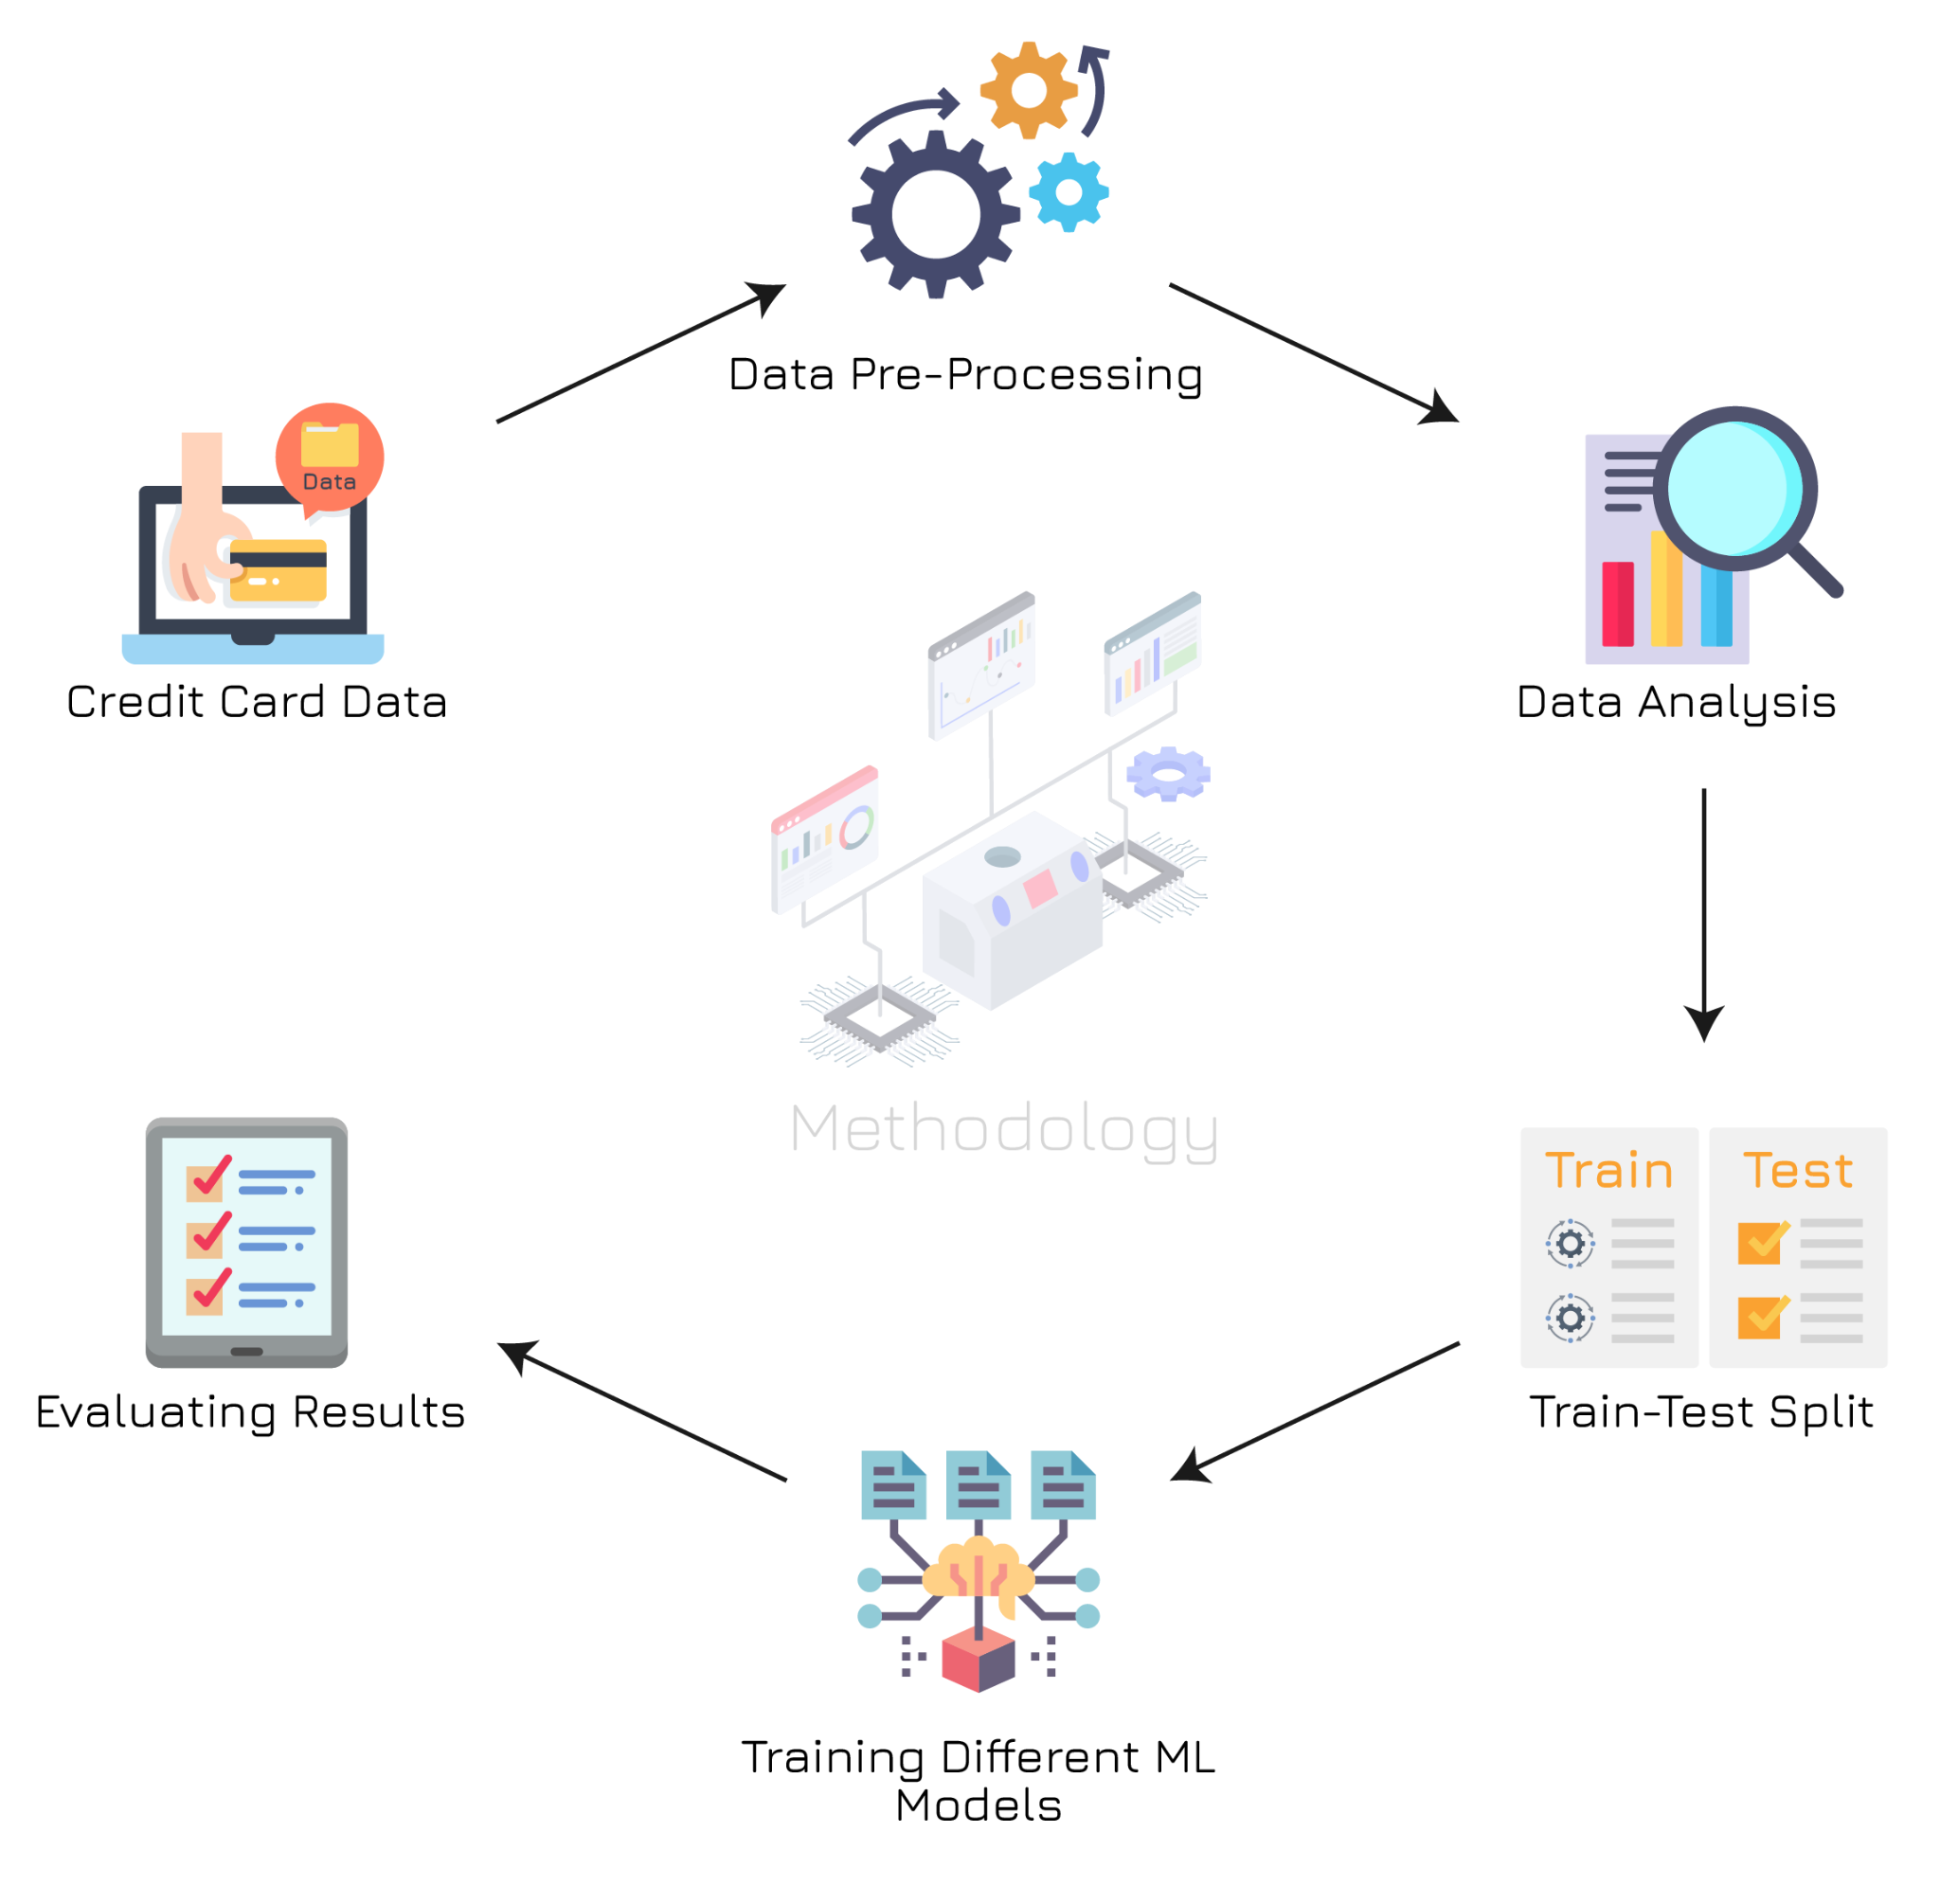 Data Pre-Processing
Data
Credit Card Data
Data Analysis
Methodology
Train
Test
Train-Test Split
Training Different ML
Models
Evaluating Results